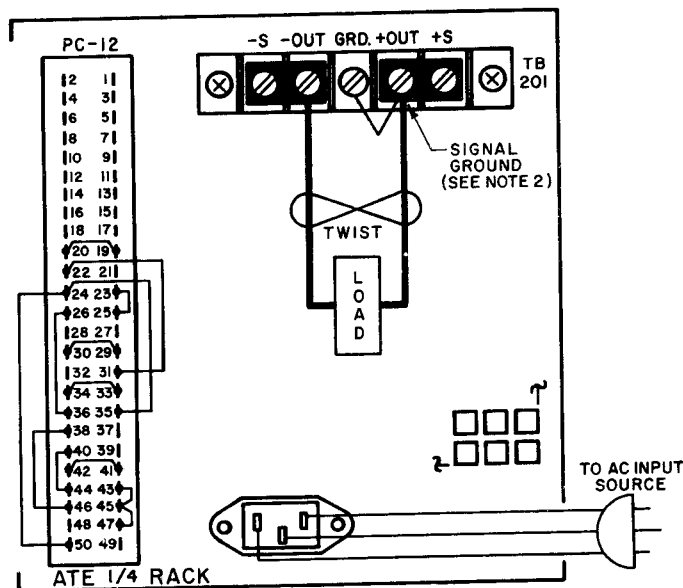 PC-12
2 1
4 3
6 5
8 7
10 9
12 11
14 13
16 15
18 17
20 19
22 21
24 23
26 25
28 27
30 29
32 31
34 33
36 35
38 37
40 39
42 41
44 43
46 45
48 47
50 49
ATE 1/4 RACK
-S -OUT GRD. +OUT +S
TB
201
SIGNAL
GROUND
(SEE NOTE 2)
TWIST
LOAD
TO AC INPUT
SOURCE